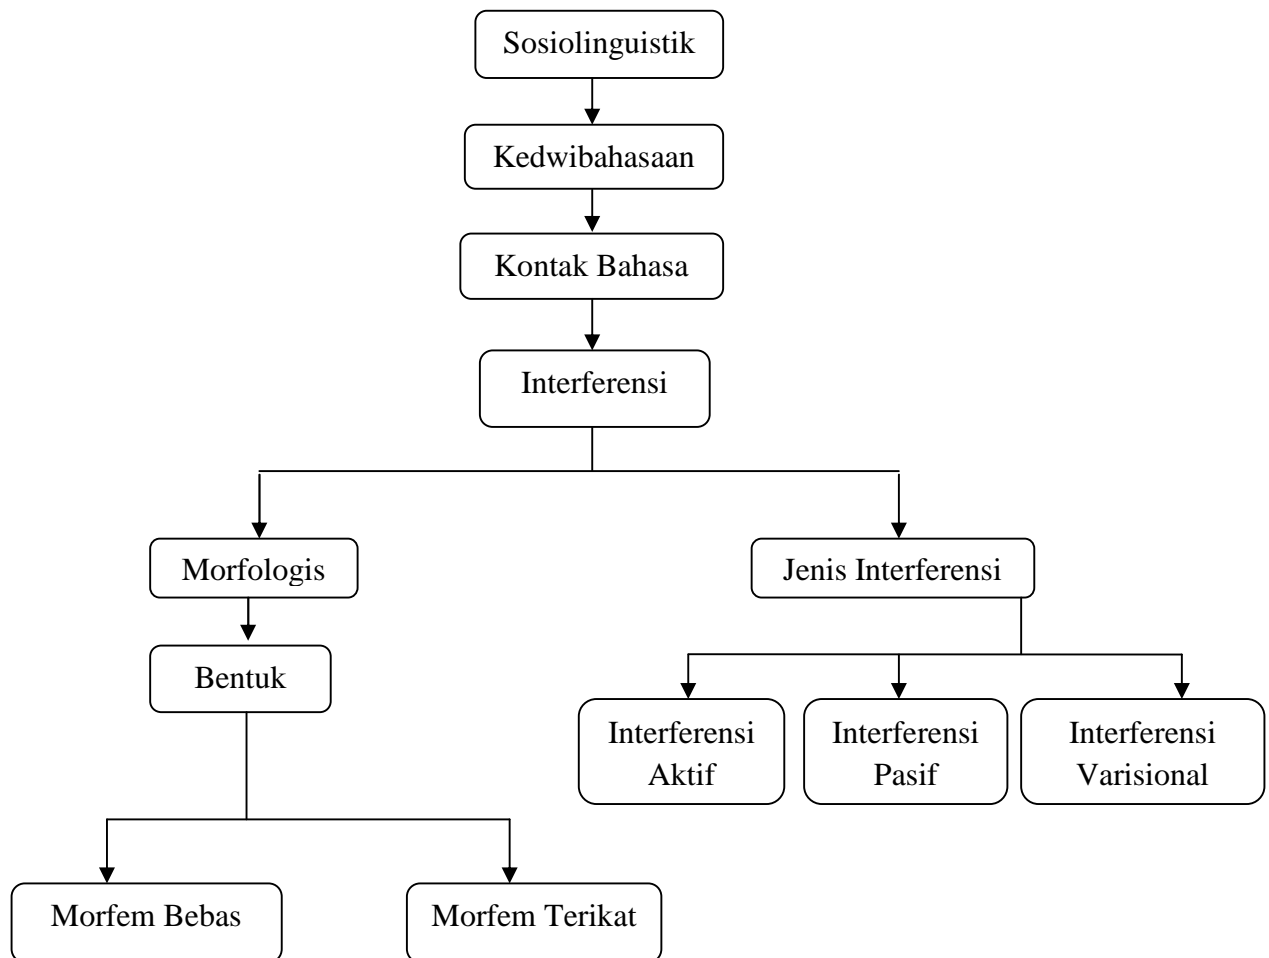 Sosiolinguistik
Kedwibahasaan
Kontak Bahasa
Interferensi
Morfologis
Jenis Interferensi
Bentuk
Interferensi
Aktif
Interferensi
Pasif
Interferensi
Varisional
Morfem Bebas
Morfem Terikat